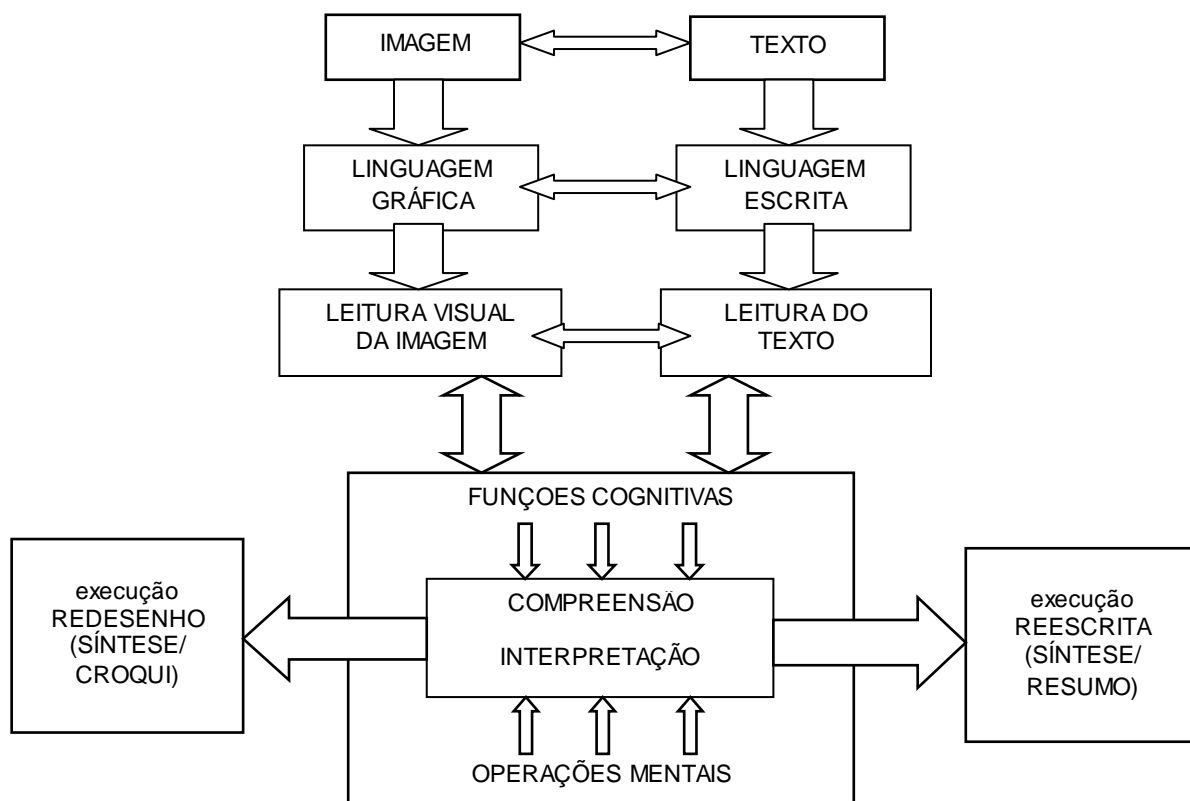 IMAGEM
TEXTO
LINGUAGEM
GRÁFICA
LINGUAGEM
ESCRITA
LEITURA VISUAL
DA IMAGEM
LEITURA DO
TEXTO
FUNÇOES COGNITIVAS
execução
REDESENHO
(SÍNTESE/
CROQUI)
COMPREENSÃO
INTERPRETAÇÃO
execução
REESCRITA
(SÍNTESE/
RESUMO)
OPERAÇÕES MENTAIS